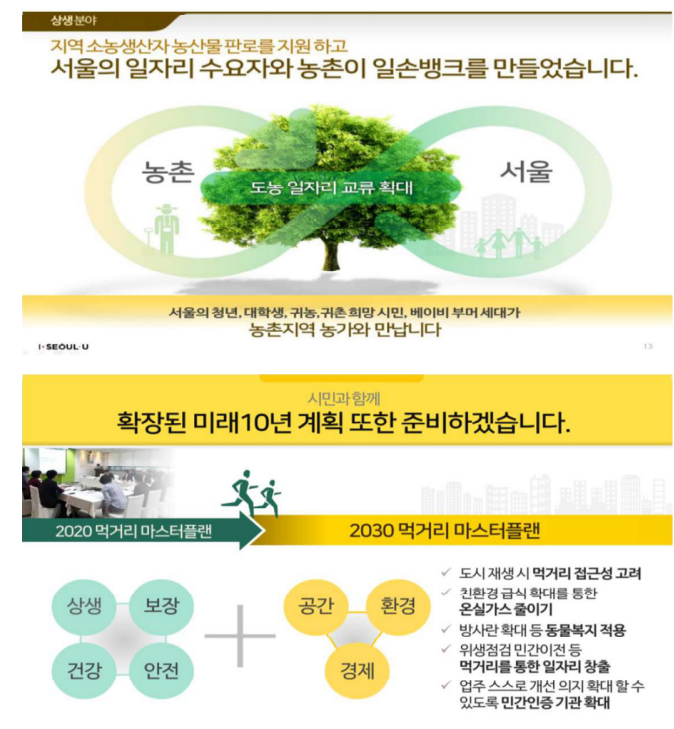 상생분야
지역 소농생산자 농산물 판로를 지원 하고
서울의 일자리 수요자와 농촌이 일손뱅크를 만들었습니다.
농촌
서울
도농 일자리 교류 확대
서울의 청년, 대학생, 귀농,귀촌 희망 시민, 베이비 부머 세대가
농촌지역 농가와 만납니다
I·SEOUL·U
13
시민과 함께
확장된 미래10년 계획 또한 준비하겠습니다.
2020 먹거리 마스터플랜
2030 먹거리 마스터플랜
상생
보장
건강
안전
공간
환경
경제
✓ 도시 재생 시 먹거리 접근성 고려
✓ 친환경 급식 확대를 통한
온실가스 줄이기
✓ 방사란 확대 등 동물복지 적용
✓ 위생점검 민간이전 등
먹거리를 통한 일자리 창출
✓ 업주 스스로 개선 의지 확대 할 수
있도록 민간인증 기관 확대